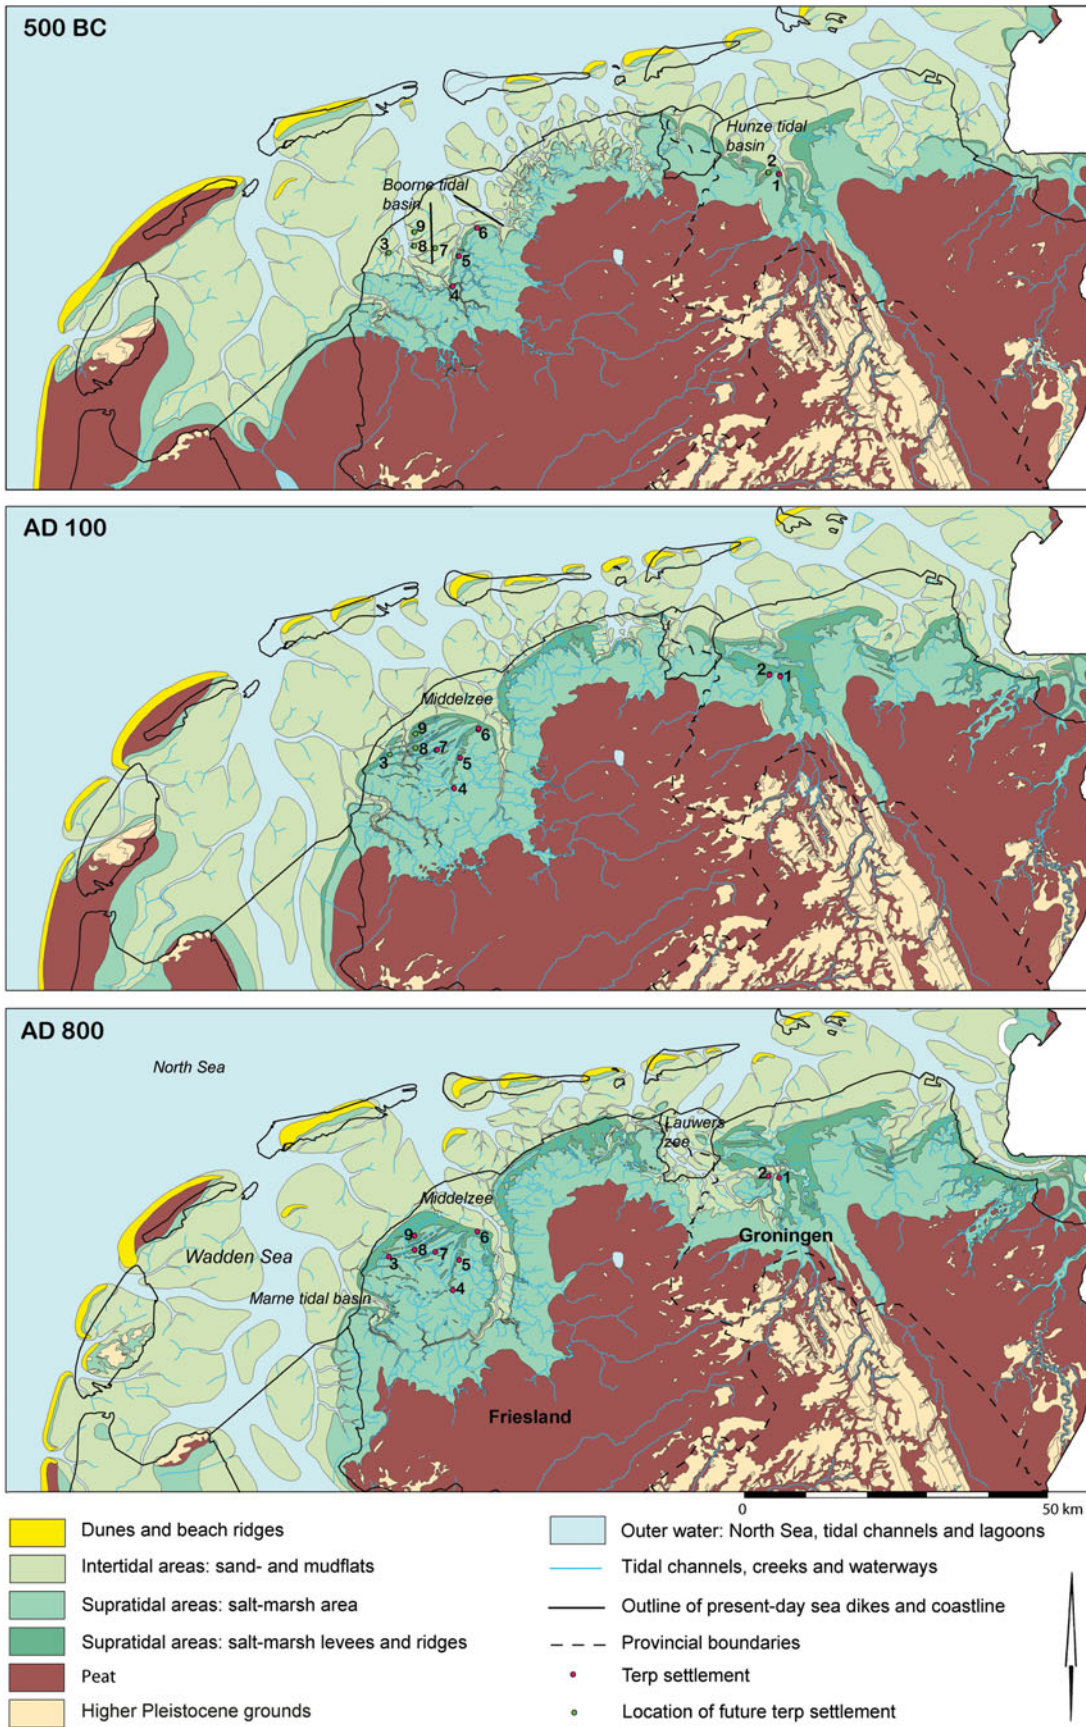 500 BC
Hunze tidal
basin
2
1
Boorne tidal
basin
9
3
8
7
6
5
4
AD 100
2
1
Middelzee
9
3
8
7
6
5
4
AD 800
North Sea
Lauwers
zee
2
1
Middelzee
9
6
Groningen
Wadden Sea
3
8
7
5
4
Marne tidal basin
Friesland
0
50 km
Dunes and beach ridges
Intertidal areas: sand- and mudflats
Supratidal areas: salt-marsh area
Supratidal areas: salt-marsh levees and ridges
Peat
Higher Pleistocene grounds
Outer water: North Sea, tidal channels and lagoons
Tidal channels, creeks and waterways
Outline of present-day sea dikes and coastline
Provincial boundaries
Terp settlement
Location of future terp settlement